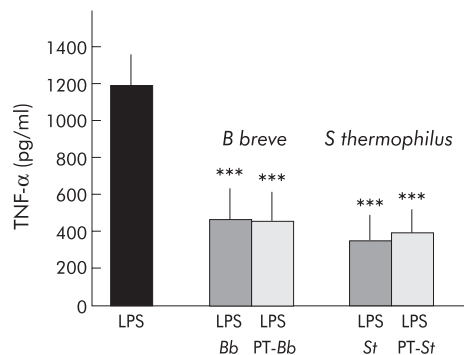 TNF-α (pg/ml)
1400
1200
1000
800
600
400
200
0
B breve
S thermophilus
*** *** *** ***
LPS LPS LPS LPS LPS
Bb PT-Bb St PT-St